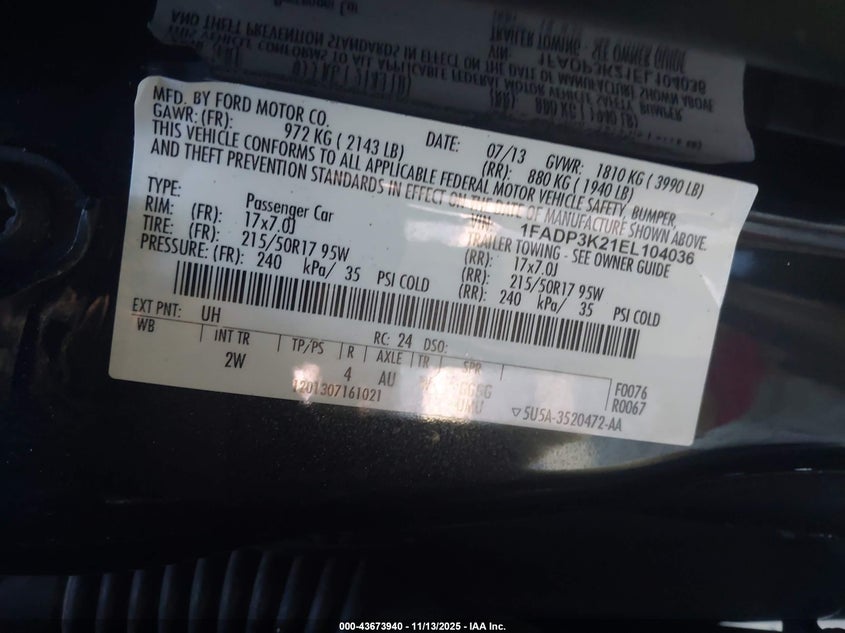 MFD. BY FORD MOTOR CO. DATE: 07/13 GVWR: 1810 KG ( 3990 LB)
GAWR: (FR): 972 KG ( 2143 LB) (RR): 880 KG ( 1940 LB)
THIS VEHICLE CONFORMS TO ALL APPLICABLE FEDERAL MOTOR VEHICLE SAFETY, BUMPER,
AND THEFT PREVENTION STANDARDS IN EFFECT ON THE DATE OF MANUFACTURE SHOWN ABOVE.
VIN: 1FADP3K21EL104036
TYPE: Passenger Car TRAILER TOWING - SEE OWNER GUIDE
RIM: (FR): 17x7.0J (RR): 17x7.0J
TIRE: (FR): 215/50R17 95W (RR): 215/50R17 95W
PRESSURE: (FR): 240 kPa/ 35 PSI COLD (RR): 240 kPa/ 35 PSI COLD
EXT PNT: UH RC: 24 DSO:
WB INT TR TP/PS R AXLE TR SPR
2W 4 AU
F0076
R0067
1201307161021 ▽5U5A-3520472-AA
© - 43673940 - 11/13/2025 - IAA Inc.